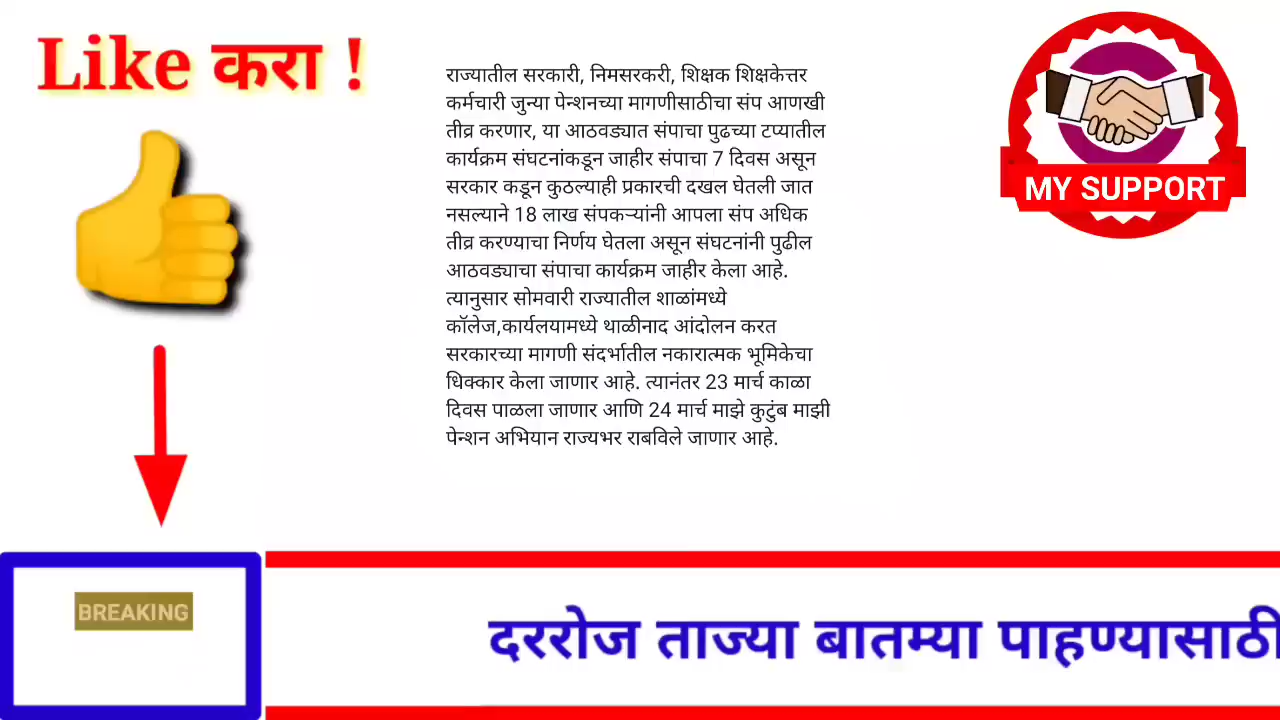 Like करा !
राज्यातील सरकारी, निमसरकरी, शिक्षक शिक्षकेत्तर
कर्मचारी जुन्या पेन्शनच्या मागणीसाठीचा संप आणखी
तीव्र करणार, या आठवड्यात संपाचा पुढच्या टप्यातील
कार्यक्रम संघटनांकडून जाहीर संपाचा 7 दिवस असून
सरकार कडून कुठल्याही प्रकारची दखल घेतली जात
नसल्याने 18 लाख संपकऱ्यांनी आपला संप अधिक
तीव्र करण्याचा निर्णय घेतला असून संघटनांनी पुढील
आठवड्याचा संपाचा कार्यक्रम जाहीर केला आहे.
त्यानुसार सोमवारी राज्यातील शाळांमध्ये
कॉलेज,कार्यलयामध्ये थाळीनाद आंदोलन करत
सरकारच्या मागणी संदर्भातील नकारात्मक भूमिकेचा
धिक्कार केला जाणार आहे. त्यानंतर 23 मार्च काळा
दिवस पाळला जाणार आणि 24 मार्च माझे कुटुंब माझी
पेन्शन अभियान राज्यभर राबविले जाणार आहे.
MY SUPPORT
BREAKING
दररोज ताज्या बातम्या पाहण्यासाठी